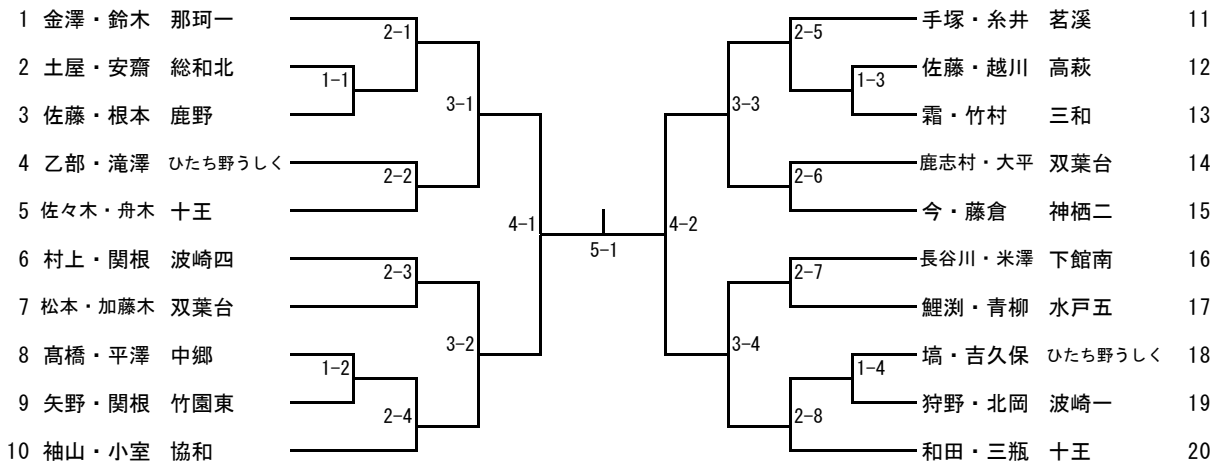 1 金澤・鈴木 那珂一
2 土屋・安齋 総和北
3 佐藤・根本 鹿野
4 乙部・滝澤 ひたち野うしく
5 佐々木・舟木 十王
6 村上・関根 波崎四
7 松本・加藤木 双葉台
8 髙橋・平澤 中郷
9 矢野・関根 竹園東
10 袖山・小室 協和
2-1
1-1
3-1
2-2
4-1
2-3
3-2
1-2
2-4
5-1
手塚・糸井 茗溪 11
佐藤・越川 高萩 12
霜・竹村 三和 13
鹿志村・大平 双葉台 14
今・藤倉 神栖二 15
長谷川・米澤 下館南 16
鯉渕・青柳 水戸五 17
塙・吉久保 ひたち野うしく 18
狩野・北岡 波崎一 19
和田・三瓶 十王 20
2-5
1-3
3-3
2-6
4-2
2-7
3-4
1-4
2-8